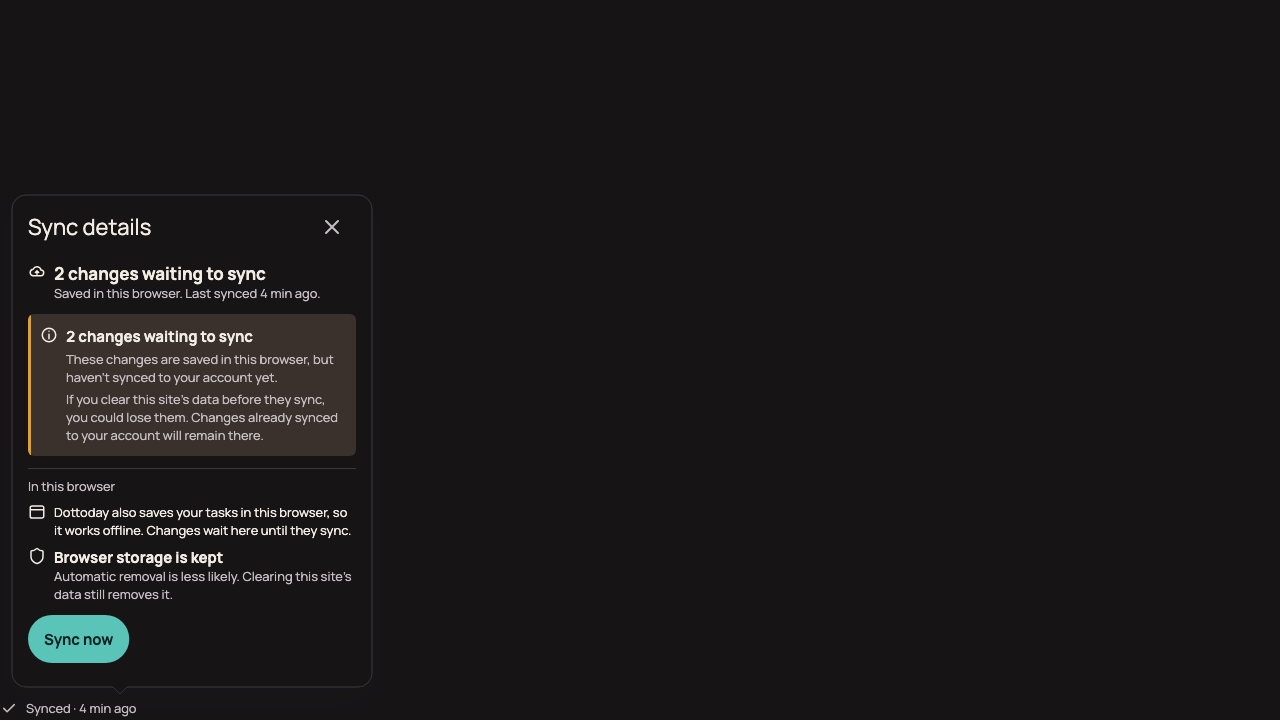 Sync details
2 changes waiting to sync
Saved in this browser. Last synced 4 min ago.
2 changes waiting to sync
These changes are saved in this browser, but
haven't synced to your account yet.
If you clear this site's data before they sync,
you could lose them. Changes already synced
to your account will remain there.
In this browser
Dottoday also saves your tasks in this browser, so
it works offline. Changes wait here until they sync.
Browser storage is kept
Automatic removal is less likely. Clearing this site's
data still removes it.
Sync now
Synced · 4 min ago